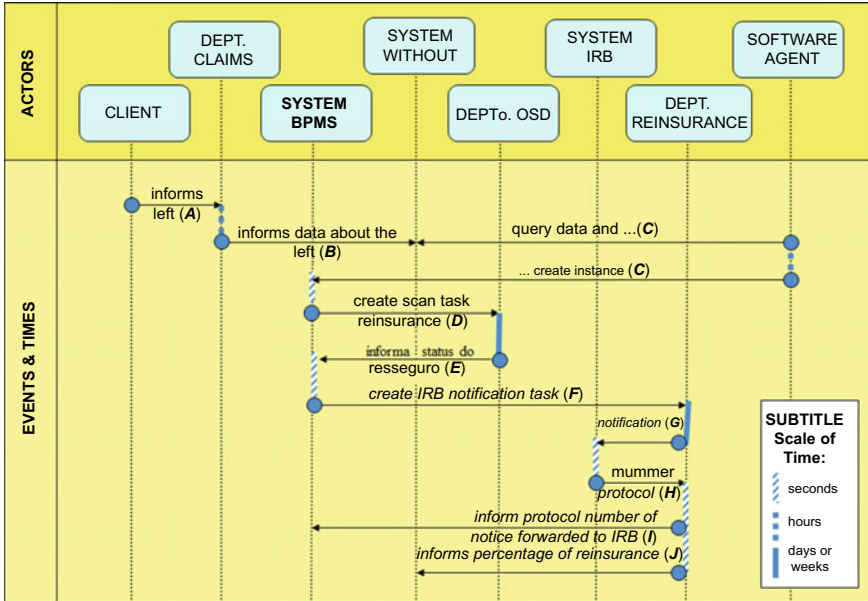 ACTORS
DEPT.
CLAIMS
SYSTEM
WITHOUT
SYSTEM
IRB
SOFTWARE
AGENT
CLIENT
SYSTEM
BPMS
DEPTo. OSD
DEPT.
REINSURANCE
EVENTS & TIMES
informs
left (A)
informs data about the
left (B)
query data and ...(C)
... create instance (C)
create scan task
reinsurance (D)
informa status do
resseguro (E)
create IRB notification task (F)
notification (G)
mummer
protocol (H)
inform protocol number of
notice forwarded to IRB (I)
informs percentage of reinsurance (J)
SUBTITLE
Scale of
Time:
seconds
hours
days or
weeks